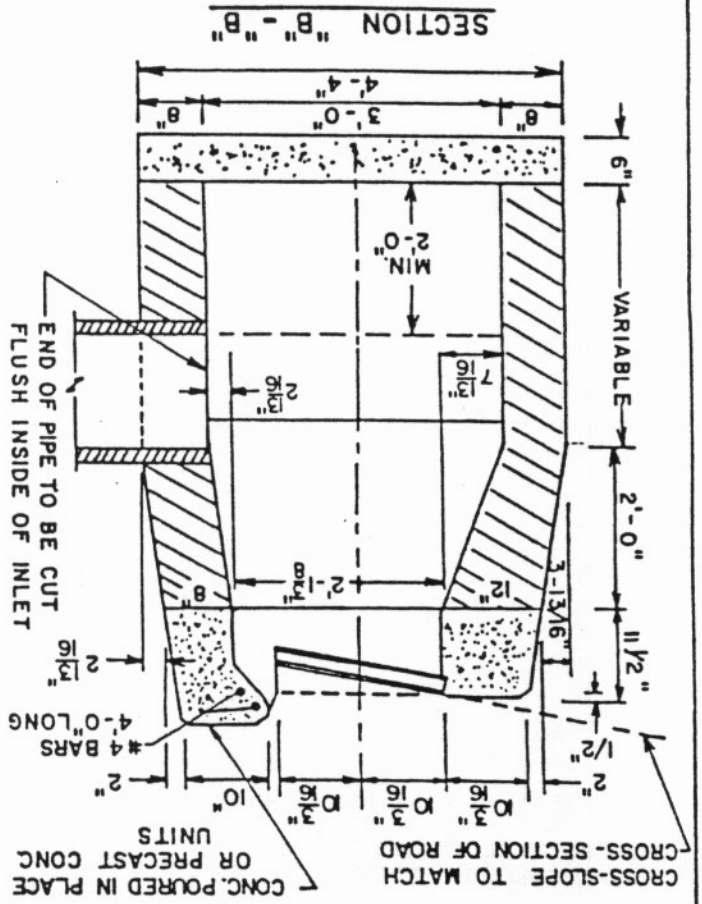 CROSS-SLOPE TO MATCH
CROSS-SECTION OF ROAD
CONC. POURED IN PLACE
OR PRECAST CONC.
UNITS
2"
10 3/16"
10 3/16"
10 3/16"
10"
2"
#4 BARS
4'-0" LONG
1/2"
11 1/2"
3-13/16"
2 13/16"
12"
2'-1 3/8"
8"
2'-0"
7 13/16"
2 13/16"
END OF PIPE TO BE CUT
FLUSH INSIDE OF INLET
VARIABLE
MIN.
2'-0"
6"
8"
3'-0"
8"
4'-4"
SECTION "B"-"B"